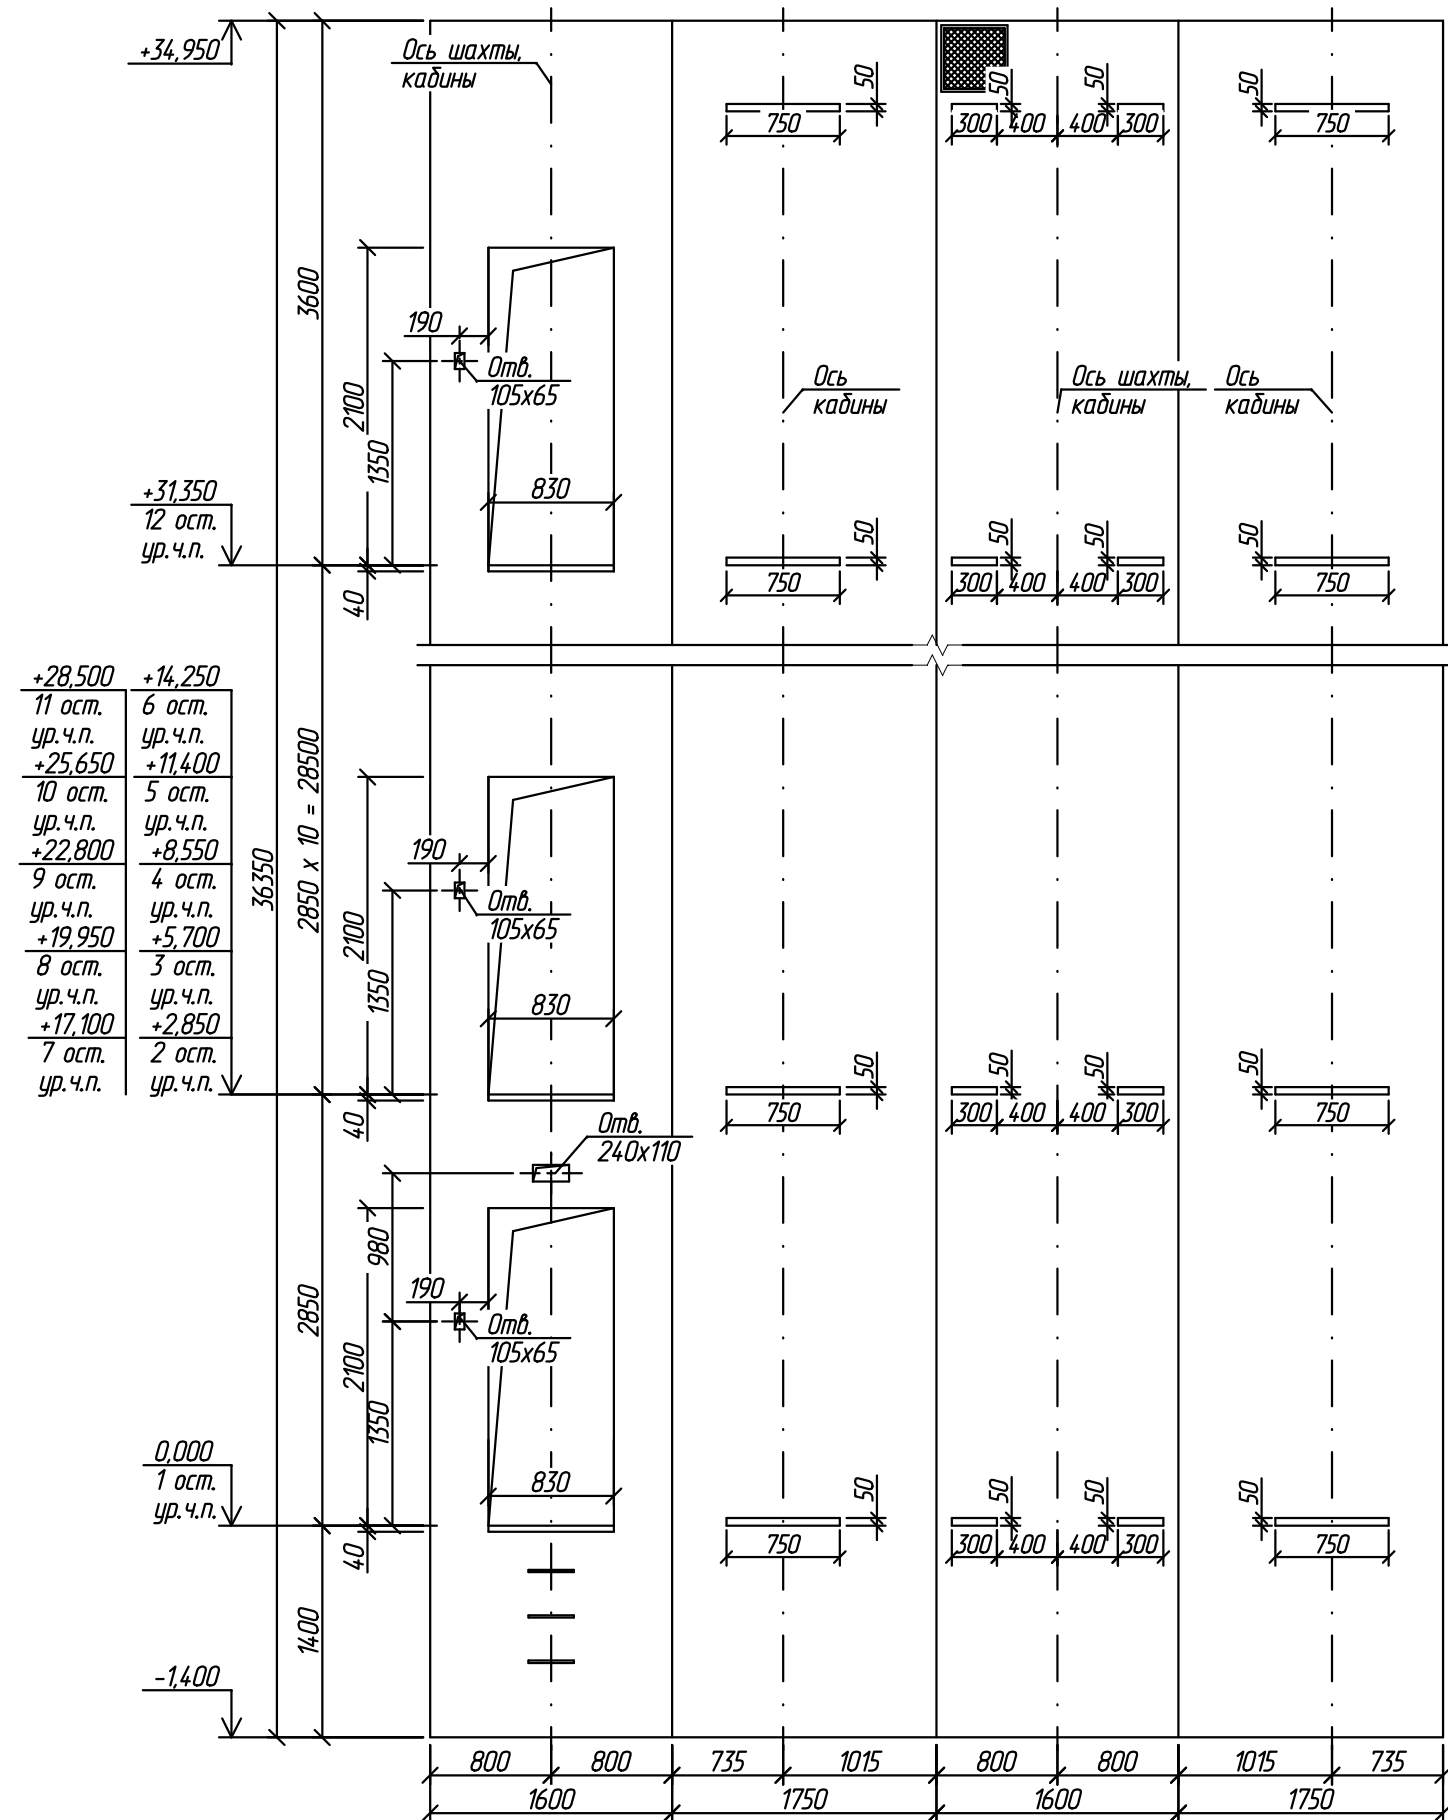 +34,950
Ось шахты,
кабины
50
50
50
50
750
300
400
400
300
750
3600
190
Отв.
105х65
2100
1350
830
Ось
кабины
Ось шахты,
кабины
Ось
кабины
+31,350
12 ост.
ур.ч.п.
40
50
50
50
50
750
300
400
400
300
750
+28,500
11 ост.
ур.ч.п.
+25,650
10 ост.
ур.ч.п.
+22,800
9 ост.
ур.ч.п.
+19,950
8 ост.
ур.ч.п.
+17,100
7 ост.
ур.ч.п.
+14,250
6 ост.
ур.ч.п.
+11,400
5 ост.
ур.ч.п.
+8,550
4 ост.
ур.ч.п.
+5,700
3 ост.
ур.ч.п.
+2,850
2 ост.
ур.ч.п.
36350
2850 х 10 = 28500
190
Отв.
105х65
2100
1350
830
40
50
50
50
50
750
300
400
400
300
750
Отв.
240х110
980
190
Отв.
105х65
2850
2100
1350
830
0,000
1 ост.
ур.ч.п.
40
50
50
50
50
750
300
400
400
300
750
1400
-1,400
800
800
735
1015
800
800
1015
735
1600
1750
1600
1750